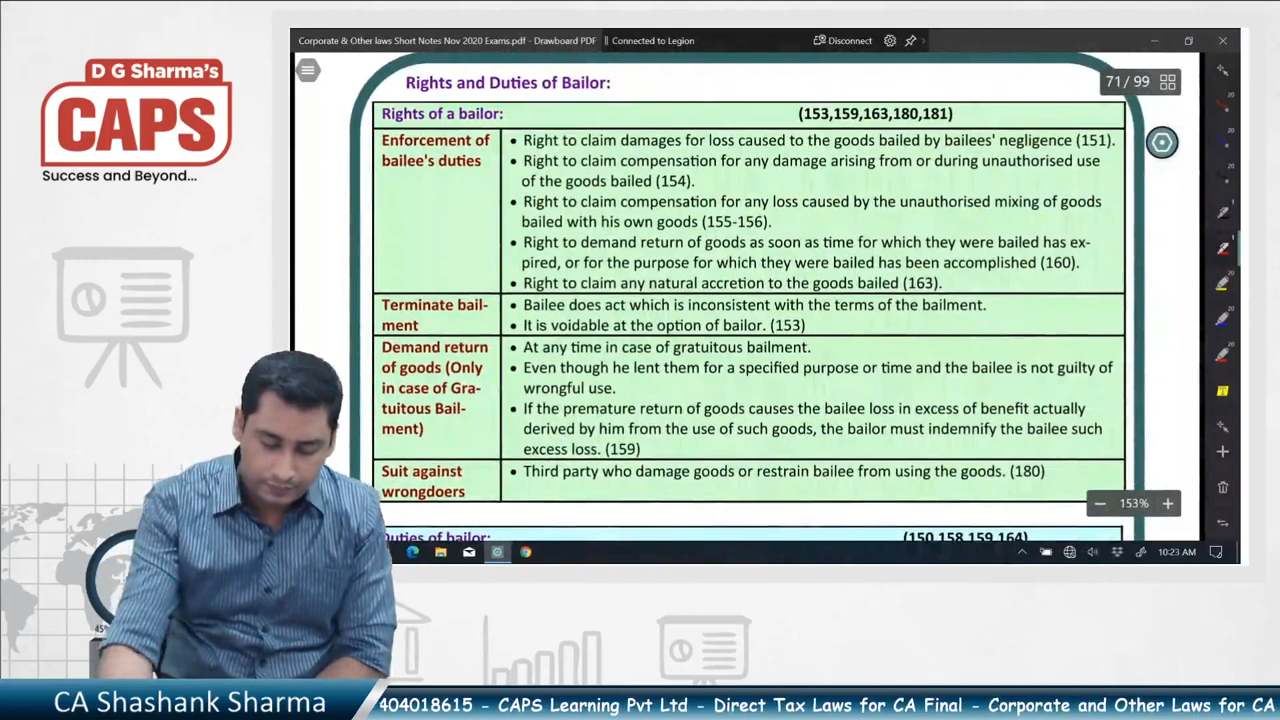 D G Sharma's
CAPS
Success and Beyond...
Corporate & Other laws Short Notes Nov 2020 Exams.pdf - Drawboard PDF
Connected to Legion
Disconnect
71/ 99
Rights and Duties of Bailor:
Rights of a bailor: (153,159,163,180,181)
Enforcement of
bailee's duties
• Right to claim damages for loss caused to the goods bailed by bailees' negligence (151).
• Right to claim compensation for any damage arising from or during unauthorised use
of the goods bailed (154).
• Right to claim compensation for any loss caused by the unauthorised mixing of goods
bailed with his own goods (155-156).
• Right to demand return of goods as soon as time for which they were bailed has ex-
pired, or for the purpose for which they were bailed has been accomplished (160).
• Right to claim any natural accretion to the goods bailed (163).
Terminate bail-
ment
• Bailee does act which is inconsistent with the terms of the bailment.
• It is voidable at the option of bailor. (153)
Demand return
of goods (Only
in case of Gra-
tuitous Bail-
ment)
• At any time in case of gratuitous bailment.
• Even though he lent them for a specified purpose or time and the bailee is not guilty of
wrongful use.
• If the premature return of goods causes the bailee loss in excess of benefit actually
derived by him from the use of such goods, the bailor must indemnify the bailee such
excess loss. (159)
Suit against
wrongdoers
• Third party who damage goods or restrain bailee from using the goods. (180)
153%
Duties of bailor: (150,158,159,164)
10:23 AM
45%
CA Shashank Sharma
404018615 - CAPS Learning Pvt Ltd - Direct Tax Laws for CA Final - Corporate and Other Laws for CA